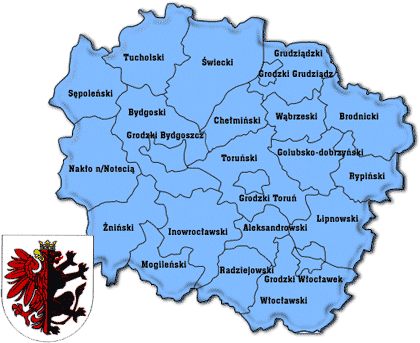 Tucholski
Świecki
Grudziądzki
Grodzki Grudziądz
Sępoleński
Bydgoski
Chełmiński
Wąbrzeski
Brodnicki
Grodzki Bydgoszcz
Toruński
Golubsko-dobrzyński
Nakło n/Notecią
Rypiński
Grodzki Toruń
Lipnowski
Żniński
Inowrocławski
Aleksandrowski
Mogileński
Radziejowski
Grodzki Włocławek
Włocławski